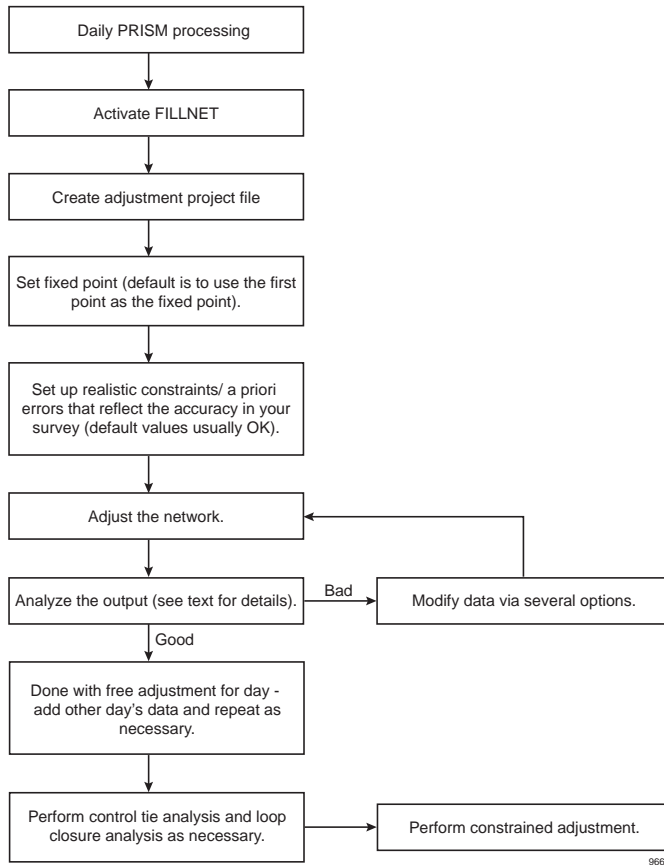 Daily PRISM processing
Activate FILLNET
Create adjustment project file
Set fixed point (default is to use the first
point as the fixed point).
Set up realistic constraints/ a priori
errors that reflect the accuracy in your
survey (default values usually OK).
Adjust the network.
Analyze the output (see text for details).
Bad
Modify data via several options.
Good
Done with free adjustment for day -
add other day's data and repeat as
necessary.
Perform control tie analysis and loop
closure analysis as necessary.
Perform constrained adjustment.
966